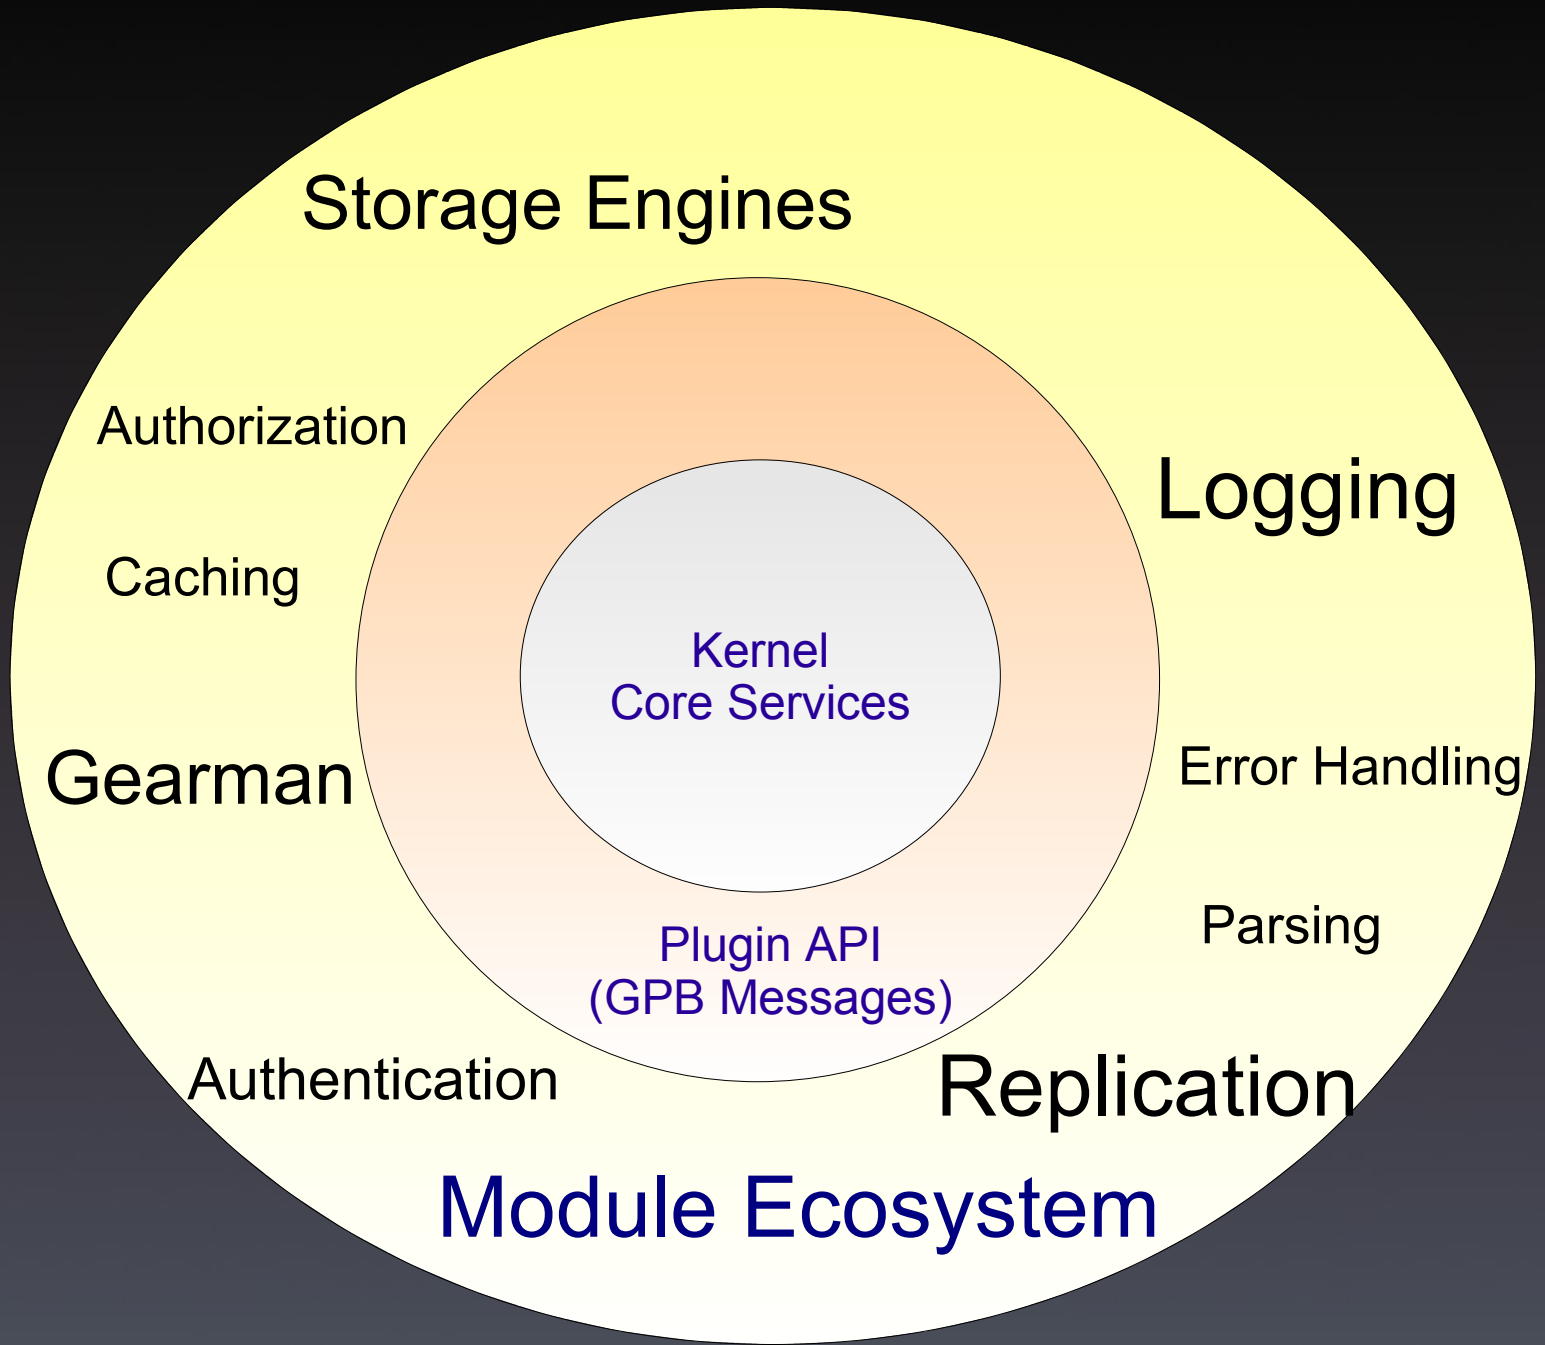 Storage Engines
Authorization
Logging
Caching
Kernel
Core Services
Gearman
Error Handling
Parsing
Plugin API
(GPB Messages)
Authentication
Replication
Module Ecosystem